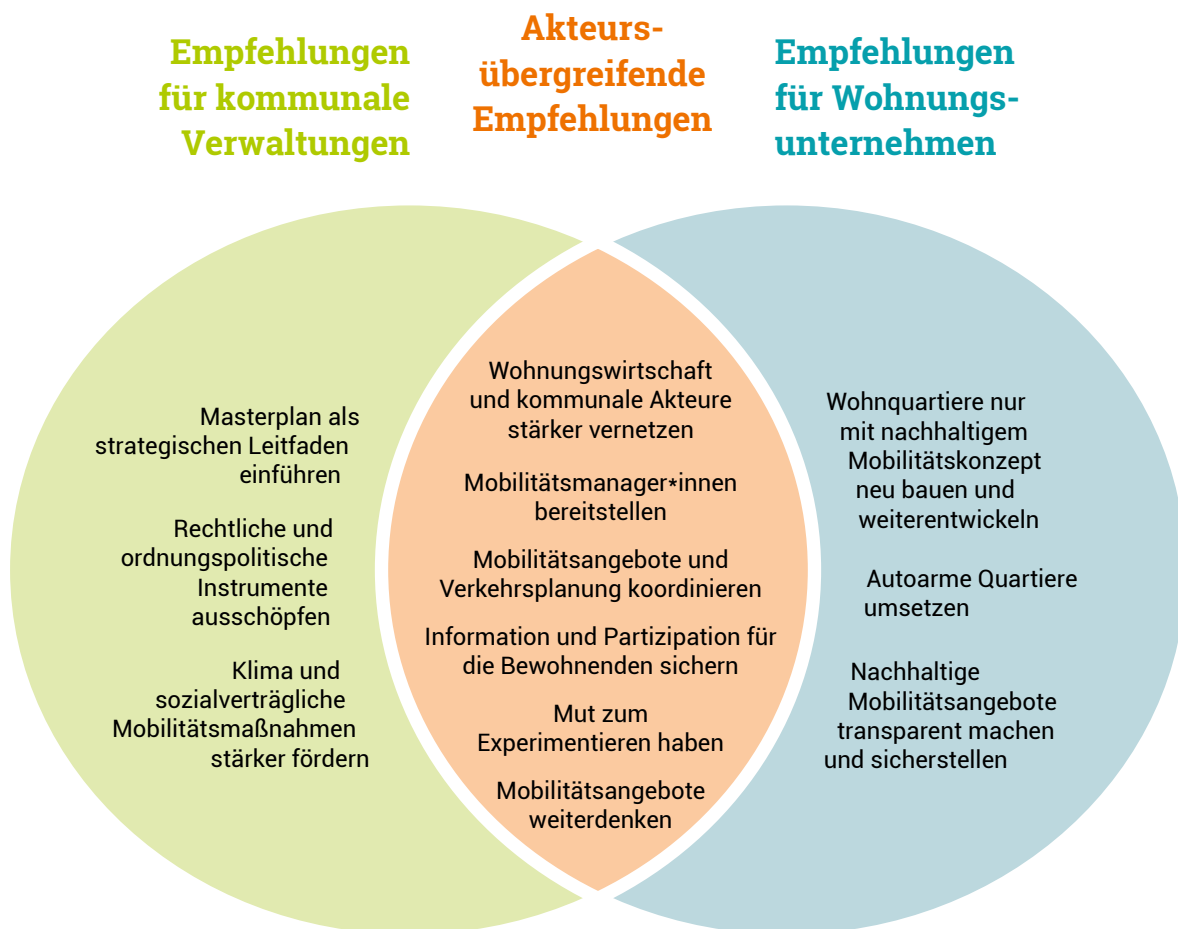 Empfehlungen
für kommunale
Verwaltungen
Akteurs-
übergreifende
Empfehlungen
Empfehlungen
für Wohnungs-
unternehmen
Masterplan als
strategischen Leitfaden
einführen
Rechtliche und
ordnungspolitische
Instrumente
ausschöpfen
Klima und
sozialverträgliche
Mobilitätsmaßnahmen
stärker fördern
Wohnungswirtschaft
und kommunale Akteure
stärker vernetzen
Mobilitätsmanager*innen
bereitstellen
Mobilitätsangebote und
Verkehrsplanung koordinieren
Information und Partizipation für
die Bewohnenden sichern
Mut zum
Experimentieren haben
Mobilitätsangebote
weiterdenken
Wohnquartiere nur
mit nachhaltigem
Mobilitätskonzept
neu bauen und
weiterentwickeln
Autoarme Quartiere
umsetzen
Nachhaltige
Mobilitätsangebote
transparent machen
und sicherstellen